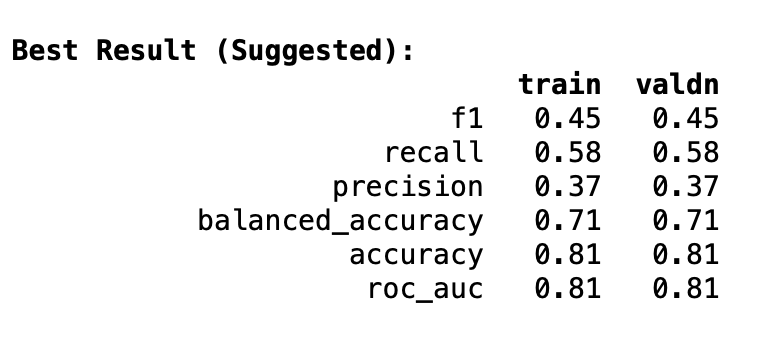 Best Result (Suggested):
train valdn
f1 0.45 0.45
recall 0.58 0.58
precision 0.37 0.37
balanced_accuracy 0.71 0.71
accuracy 0.81 0.81
roc_auc 0.81 0.81